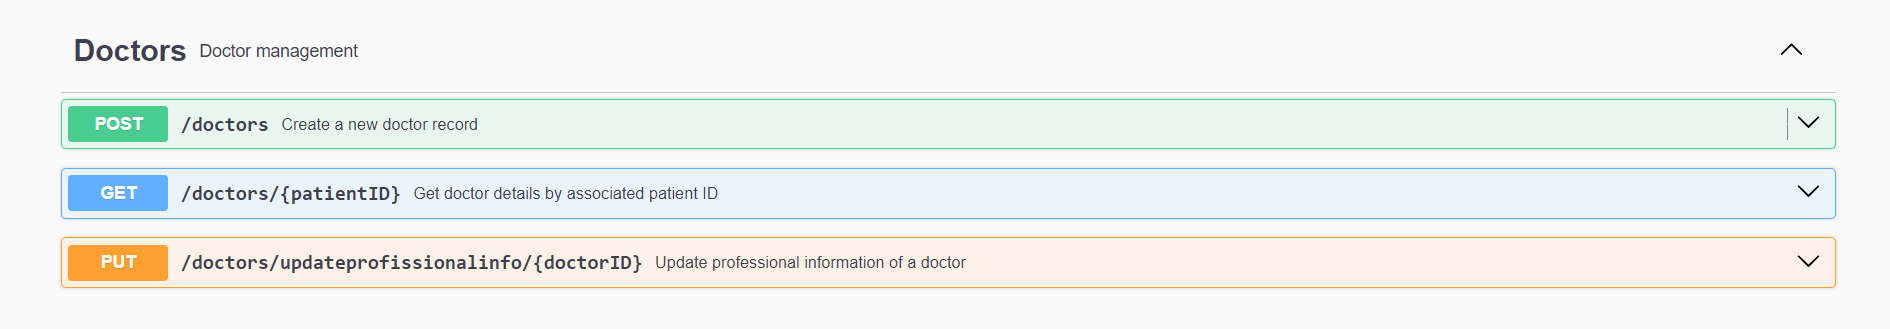 Doctors Doctor management
POST /doctors Create a new doctor record
GET /doctors/{patientID} Get doctor details by associated patient ID
PUT /doctors/updateprofissionalinfo/{doctorID} Update professional information of a doctor